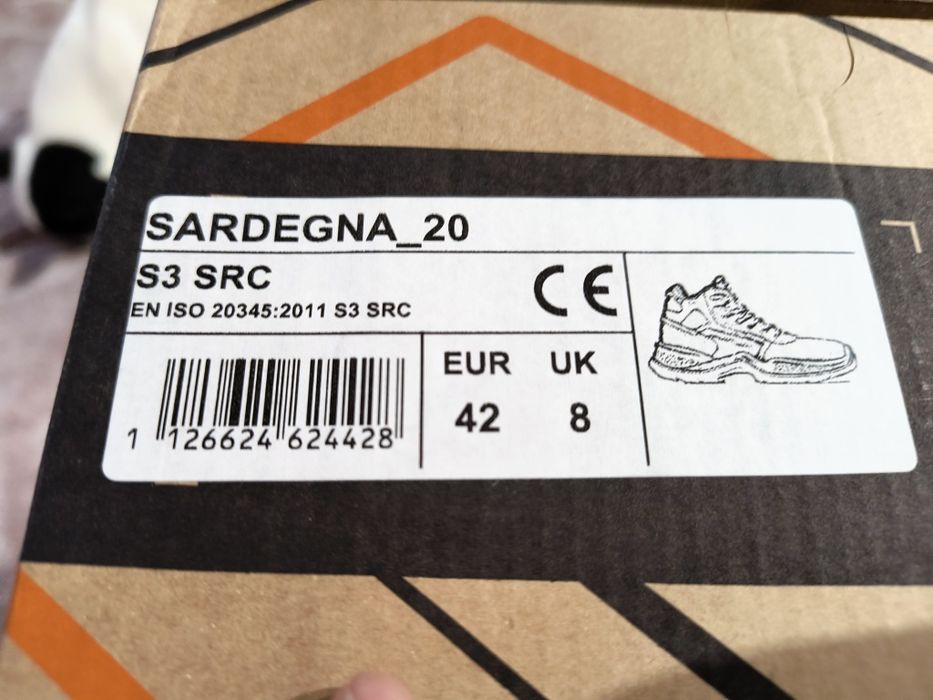 SARDEGNA_20
S3 SRC
CE
EN ISO 20345:2011 S3 SRC
EUR UK
42 8
1 126624 624428